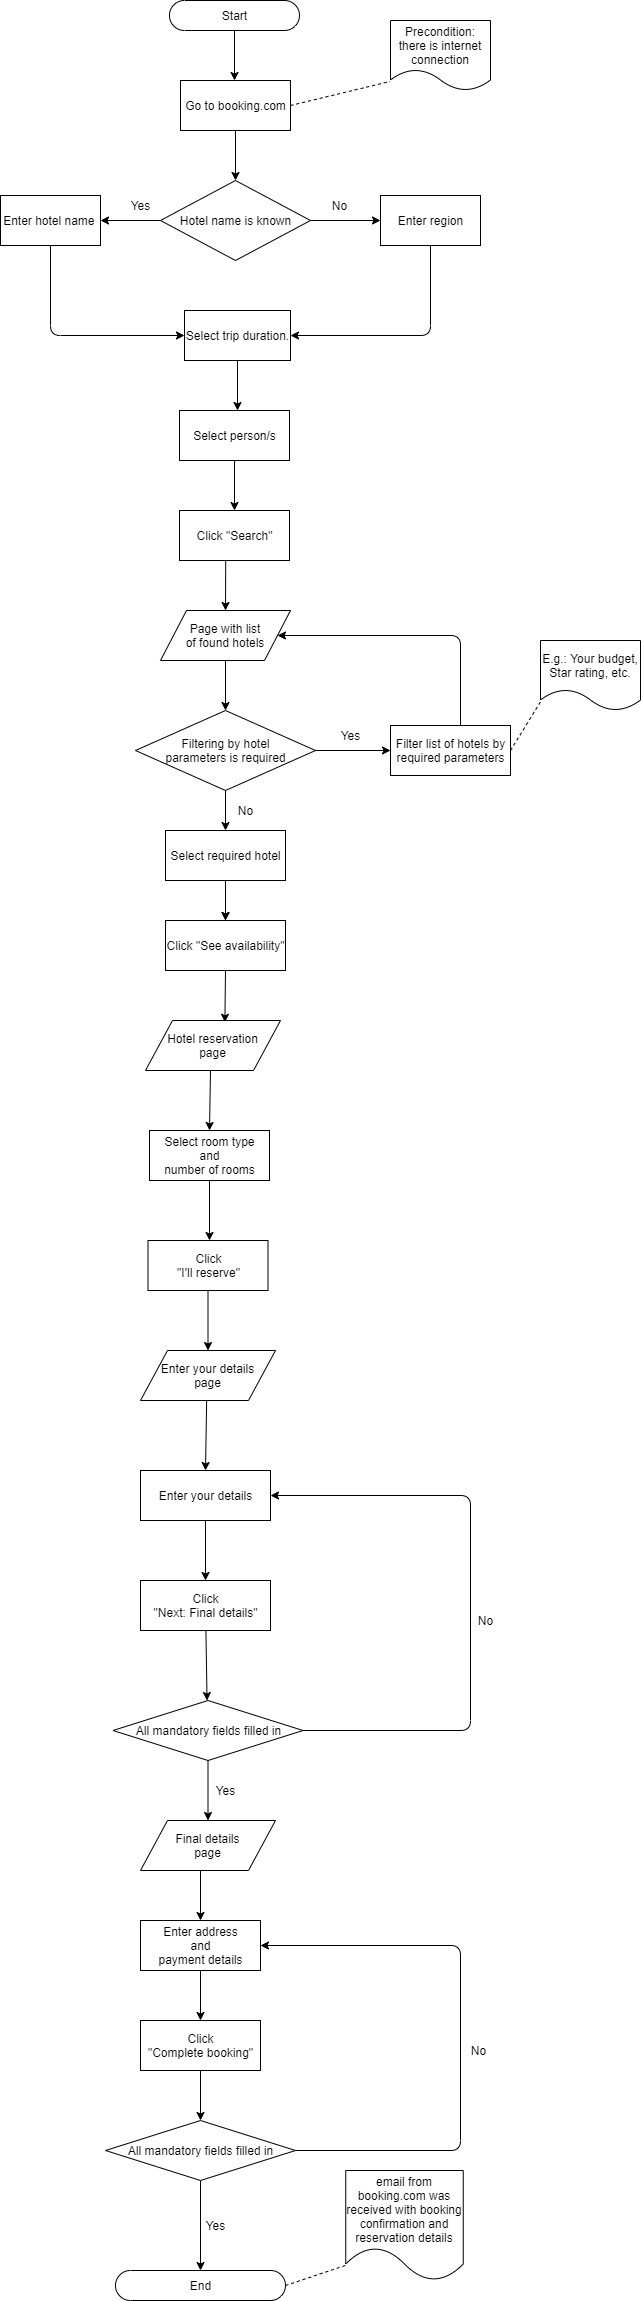 Start
Precondition:
there is internet
connection
Go to booking.com
Yes
No
Enter hotel name
Hotel name is known
Enter region
Select trip duration.
Select person/s
Click "Search"
Page with list
of found hotels
E.g.: Your budget,
Star rating, etc.
Filtering by hotel
parameters is required
Yes
Filter list of hotels by
required parameters
No
Select required hotel
Click "See availability"
Hotel reservation
page
Select room type
and
number of rooms
Click
"I'll reserve"
Enter your details
page
Enter your details
Click
"Next: Final details"
No
All mandatory fields filled in
Yes
Final details
page
Enter address
and
payment details
Click
"Complete booking"
No
All mandatory fields filled in
email from
booking.com was
received with booking
confirmation and
reservation details
Yes
End